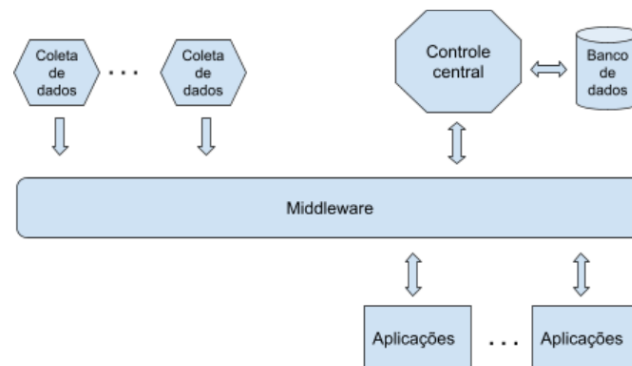 Coleta
de
dados
. . .
Coleta
de
dados
Controle
central
Banco
de
dados
Middleware
Aplicações
. . .
Aplicações